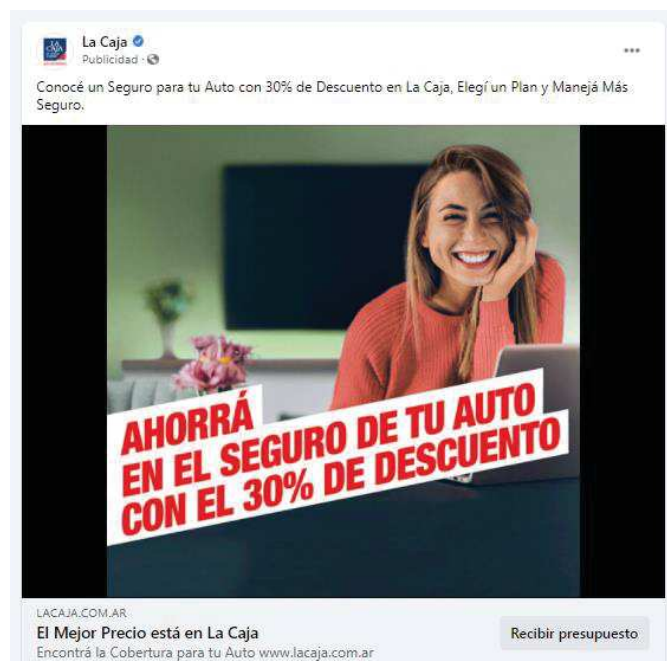 La Caja
Publicidad ·
Conocé un Seguro para tu Auto con 30% de Descuento en La Caja, Elegí un Plan y Manejá Más
Seguro.
AHORRÁ
EN EL SEGURO DE TU AUTO
CON EL 30% DE DESCUENTO
LACAJA.COM.AR
El Mejor Precio está en La Caja
Recibir presupuesto
Encontrá la Cobertura para tu Auto www.lacaja.com.ar